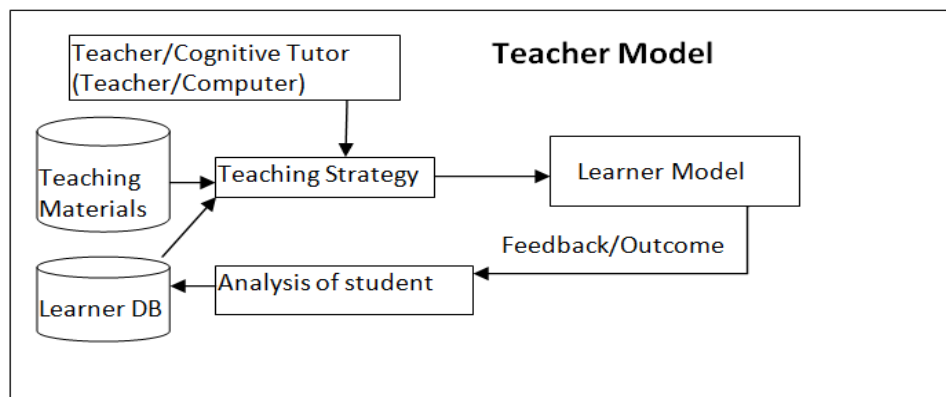 Teacher Model
Teacher/Cognitive Tutor
(Teacher/Computer)
Teaching
Materials
Teaching Strategy
Learner Model
Feedback/Outcome
Analysis of student
Learner DB